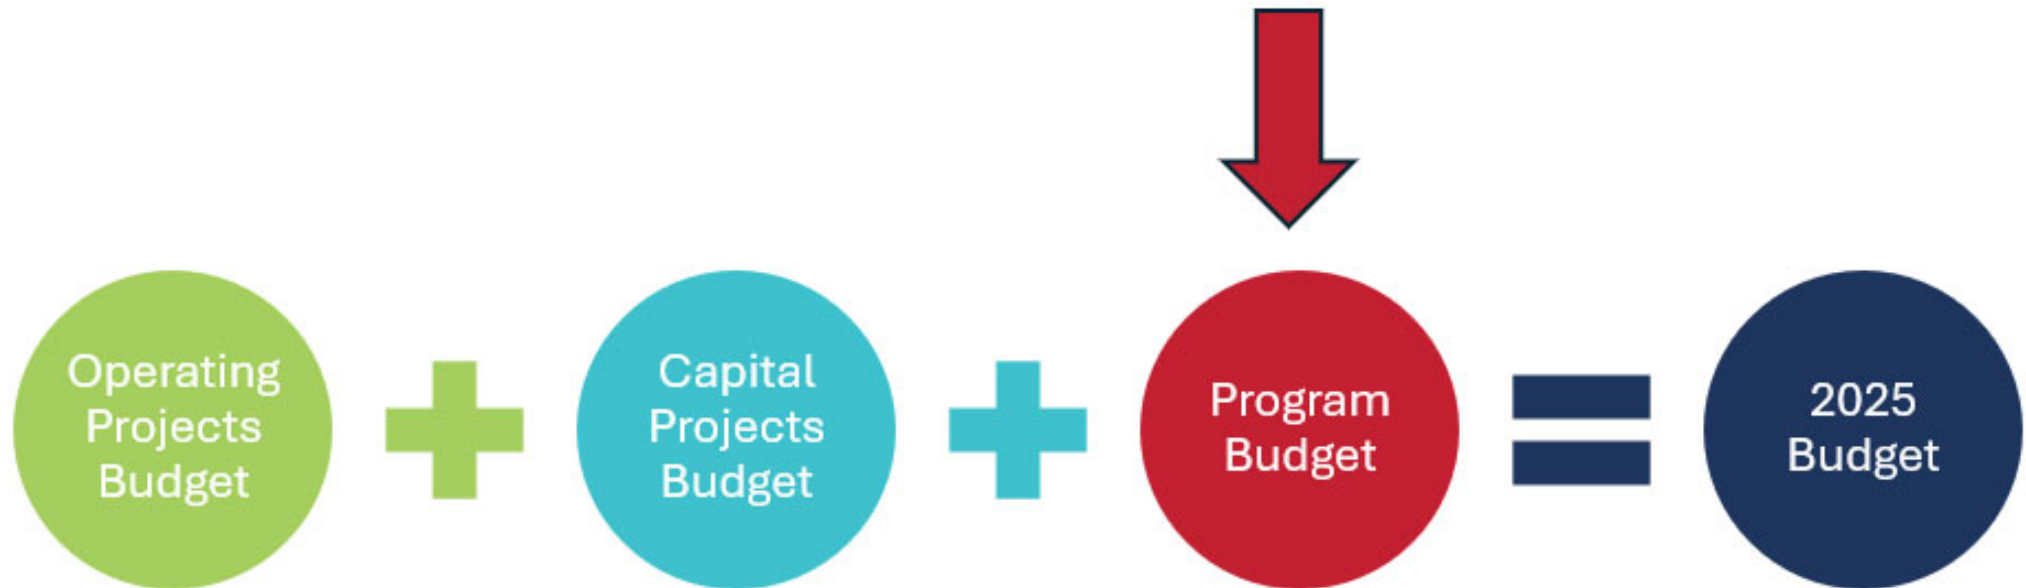 Operating
Projects
Budget
Capital
Projects
Budget
Program
Budget
2025
Budget